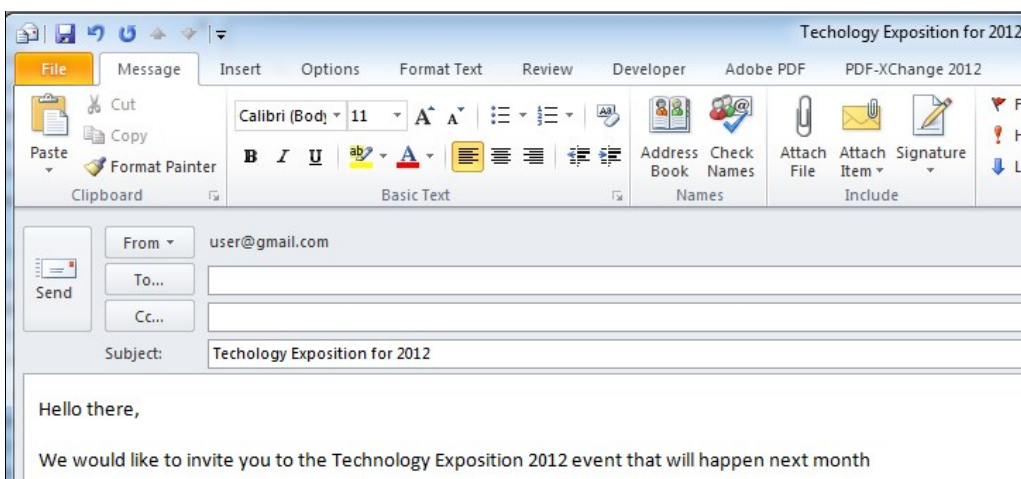 Techology Exposition for 2012
File Message Insert Options Format Text Review Developer Adobe PDF PDF-XChange 2012
Paste
Cut
Copy
Format Painter
Clipboard
Calibri (Body 11
B I U
Basic Text
Address Book
Check Names
Names
Attach File
Attach Item
Signature
Include
Send
From user@gmail.com
To...
Cc...
Subject: Techology Exposition for 2012
Hello there,
We would like to invite you to the Technology Exposition 2012 event that will happen next month